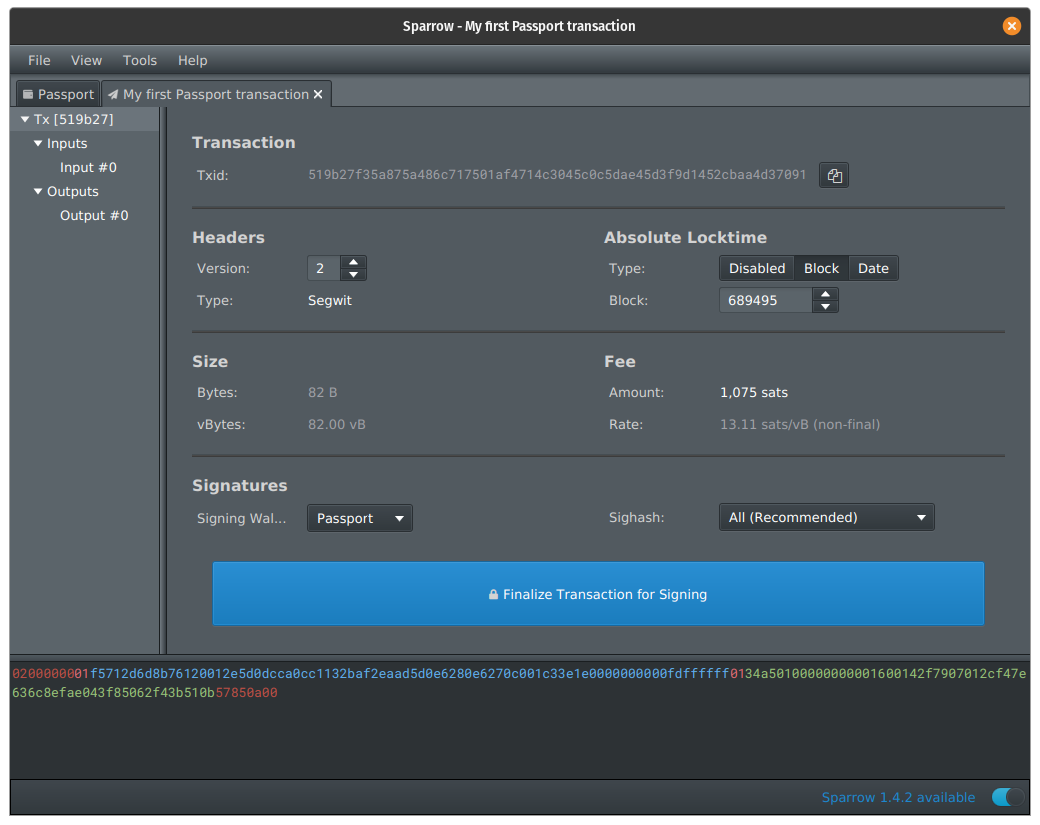 Sparrow - My first Passport transaction
File View Tools Help
Passport My first Passport transaction
Tx [519b27]
Inputs
Input #0
Outputs
Output #0
Transaction
Txid: 519b27f35a875a486c717501af4714c3045c0c5dae45d3f9d1452cbaa4d37091
Headers Absolute Locktime
Version: 2 Type: Disabled Block Date
Type: Segwit Block: 689495
Size Fee
Bytes: 82 B Amount: 1,075 sats
vBytes: 82.00 vB Rate: 13.11 sats/vB (non-final)
Signatures
Signing Wal... Passport Sighash: All (Recommended)
Finalize Transaction for Signing
0200000001f5712d6d8b76120012e5d0dcca0cc1132baf2eaad5d0e6280e6270c001c33e1e0000000000fdffffff0134a50100000000001600142f7907012cf47e
636c8efae043f85062f43b510b57850a00
Sparrow 1.4.2 available